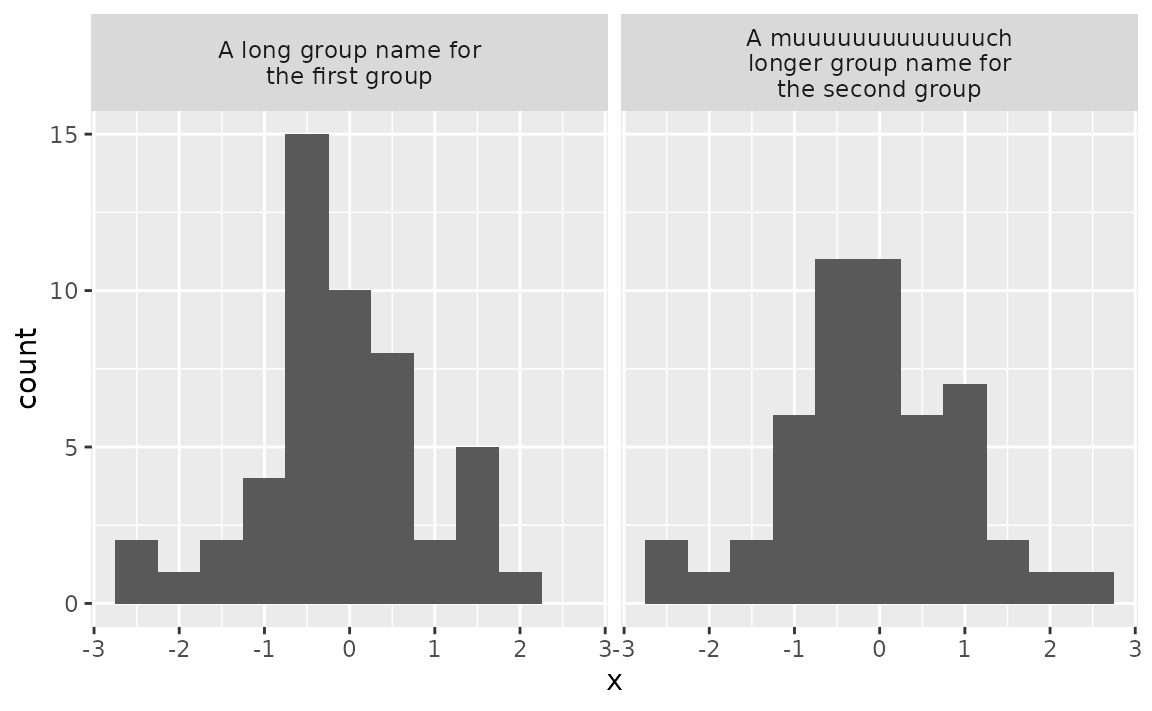 A long group name for
the first group
A muuuuuuuuuuuuuch
longer group name for
the second group
15
10
5
0
count
-3 -2 -1 0 1 2 3
-3 -2 -1 0 1 2 3
x